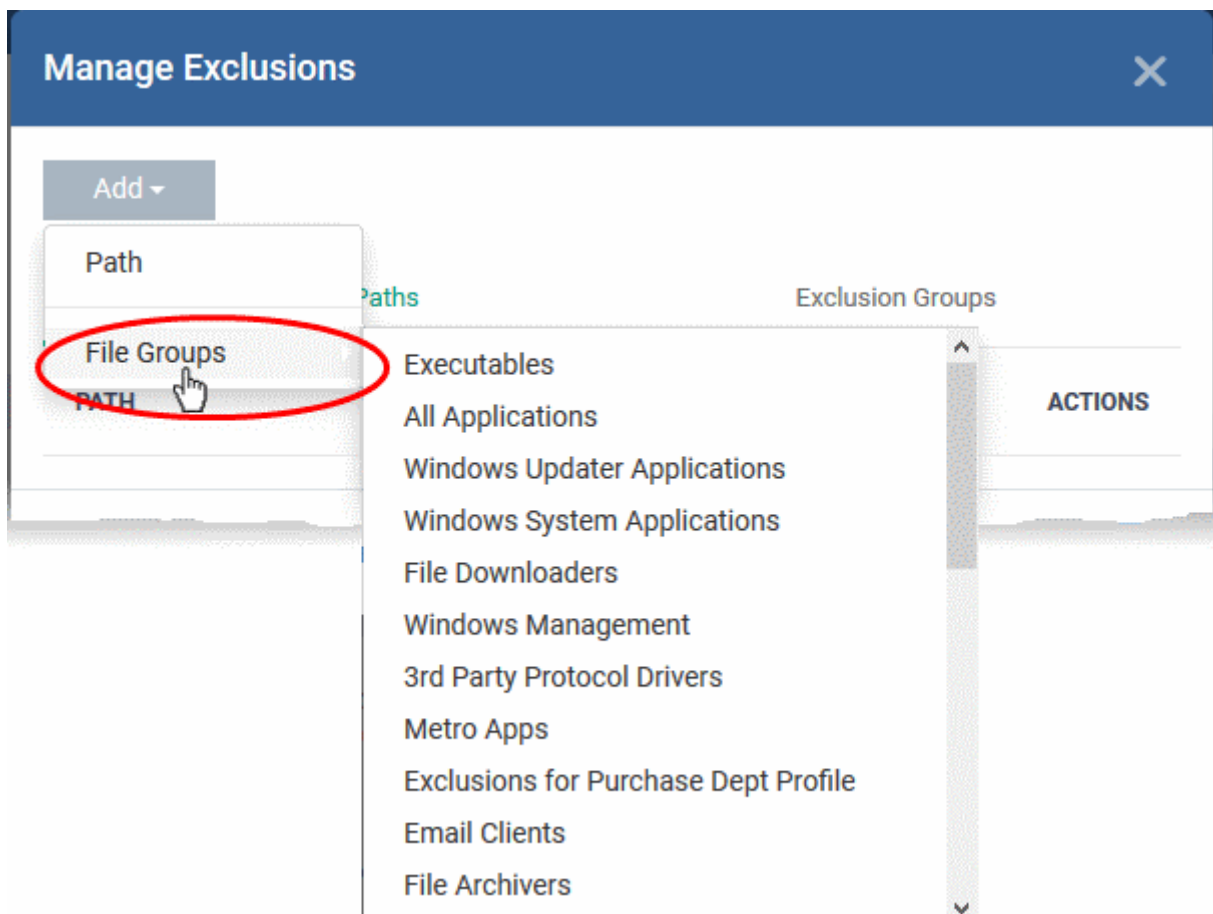 Manage Exclusions
Add
Path
Paths
Exclusion Groups
File Groups
PATH
ACTIONS
Executables
All Applications
Windows Updater Applications
Windows System Applications
File Downloaders
Windows Management
3rd Party Protocol Drivers
Metro Apps
Exclusions for Purchase Dept Profile
Email Clients
File Archivers